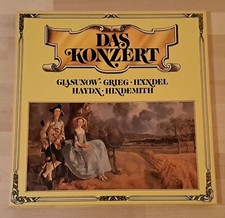 DAS
KONZERT
GLASUNOW · GRIEG · HÄNDEL
HAYDN · HINDEMITH